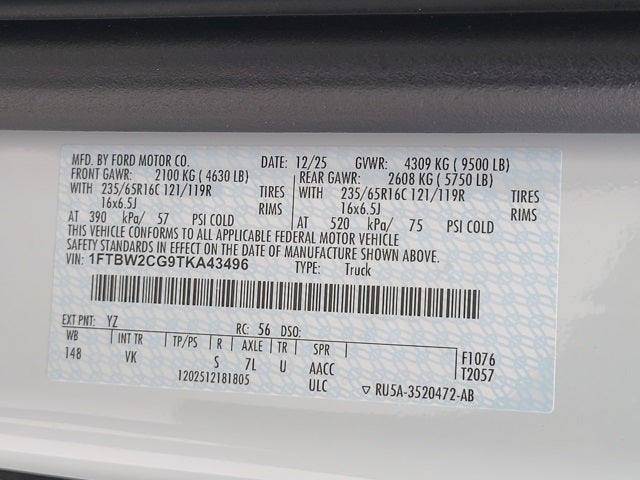 MFD. BY FORD MOTOR CO. DATE: 12/25 GVWR: 4309 KG ( 9500 LB)
FRONT GAWR: 2100 KG ( 4630 LB) REAR GAWR: 2608 KG ( 5750 LB)
WITH 235/65R16C 121/119R TIRES WITH 235/65R16C 121/119R TIRES
16x6.5J RIMS 16x6.5J RIMS
AT 390 kPa/ 57 PSI COLD AT 520 kPa/ 75 PSI COLD
THIS VEHICLE CONFORMS TO ALL APPLICABLE FEDERAL MOTOR VEHICLE
SAFETY STANDARDS IN EFFECT ON THE DATE OF MANUFACTURE SHOWN ABOVE
VIN: 1FTBW2CG9TKA43496 TYPE: Truck
EXT PNT: YZ RC: 56 DSO:
WB INT TR TP/PS R AXLE TR SPR F1076
148 VK S 7L U AACC T2057
1202512181805 ULC ▽ RU5A-3520472-AB